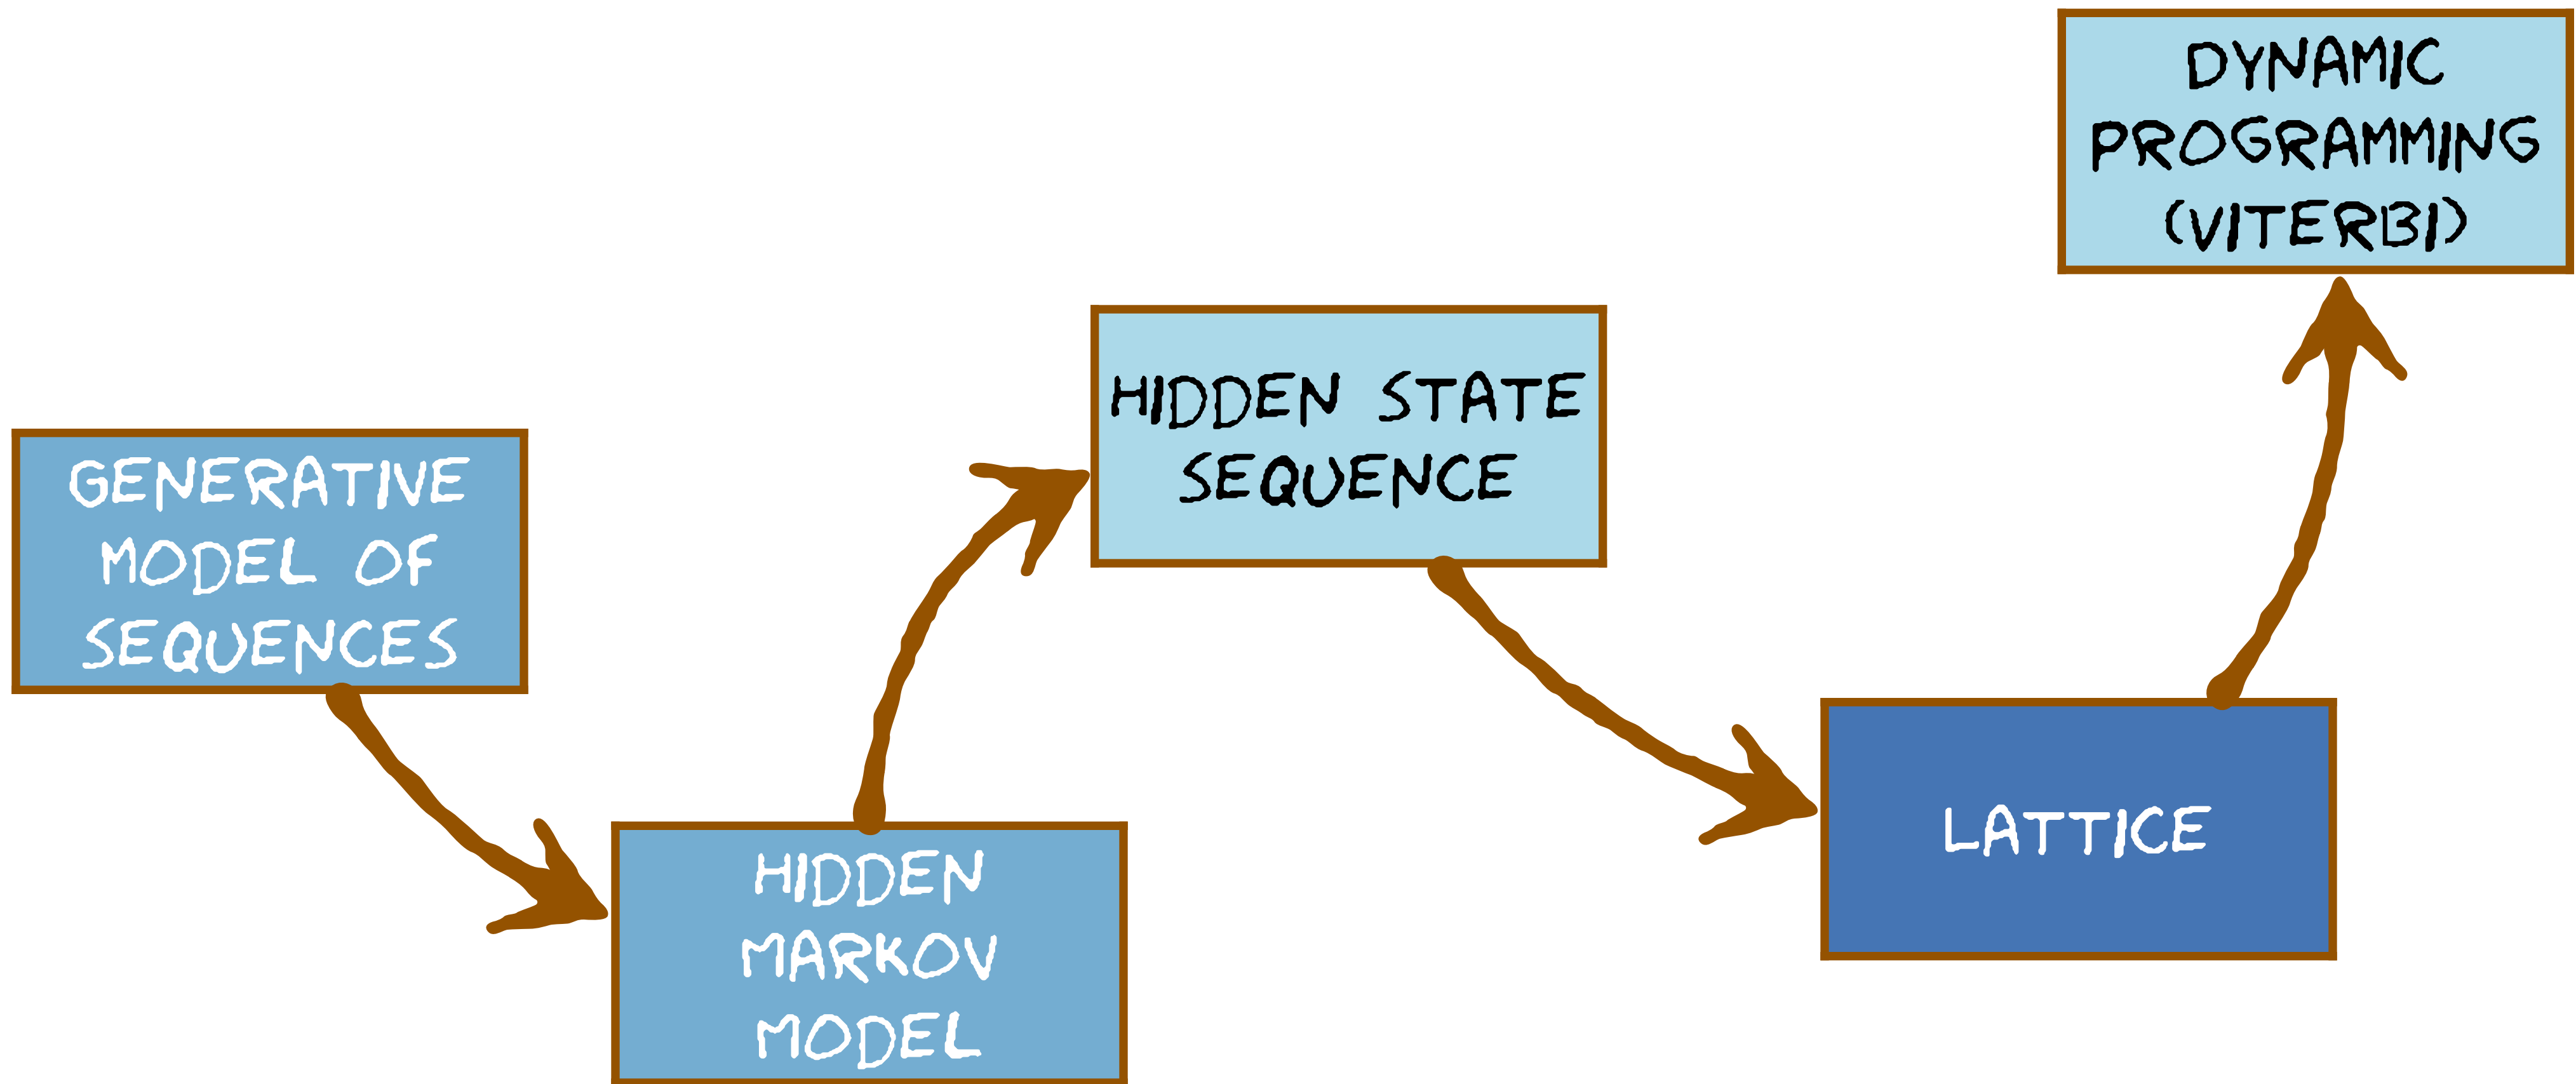 GENERATIVE
MODEL OF
SEQUENCES
HIDDEN
MARKOV
MODEL
HIDDEN STATE
SEQUENCE
LATTICE
DYNAMIC
PROGRAMMING
(VITERBI)